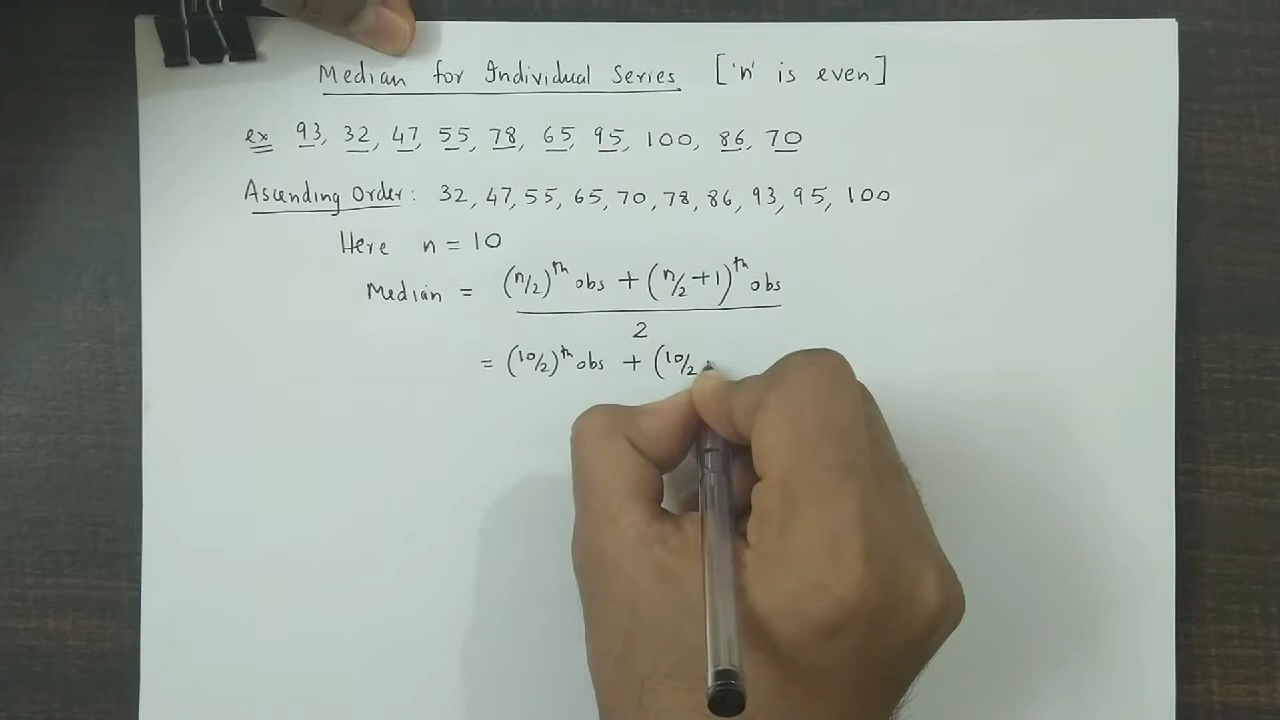 Median for Individual Series ['n' is even]
ex 93, 32, 47, 55, 78, 65, 95, 100, 86, 70
Ascending Order: 32, 47, 55, 65, 70, 78, 86, 93, 95, 100
Here n = 10
Median = (n/2)th obs + (n/2+1)th obs
2
= (10/2)th obs + (10/2